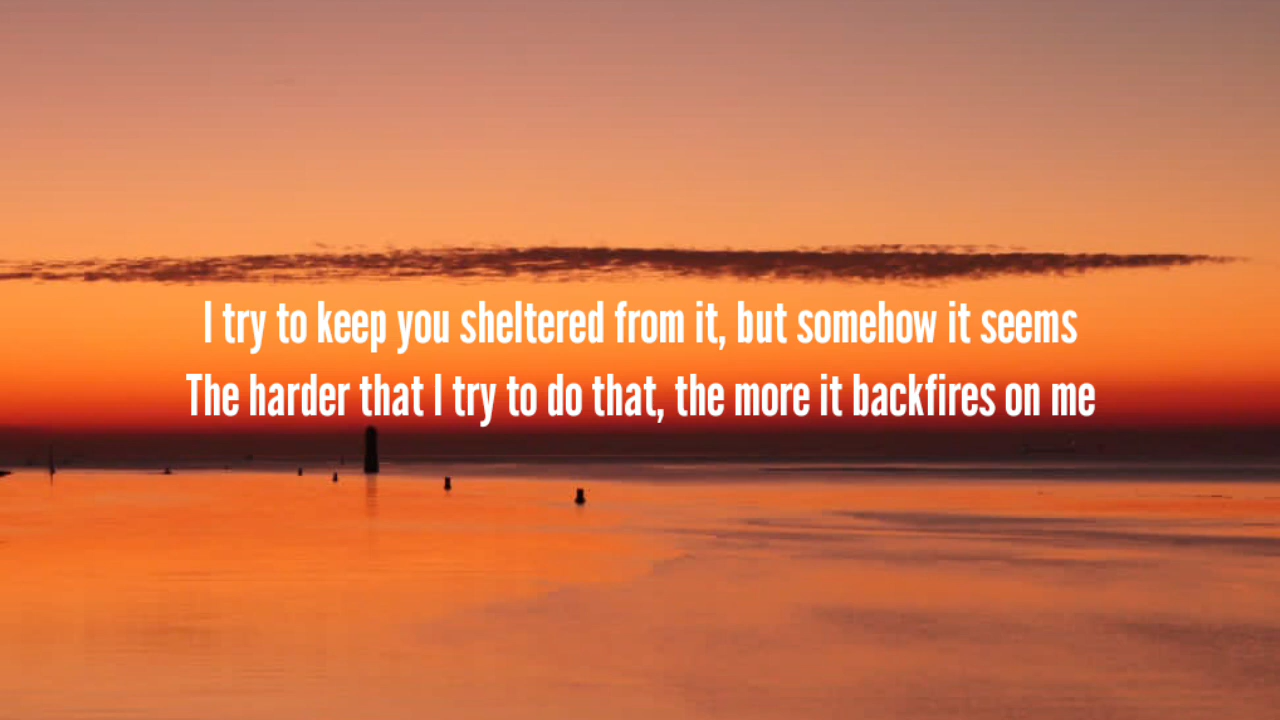 I try to keep you sheltered from it, but somehow it seems
The harder that I try to do that, the more it backfires on me